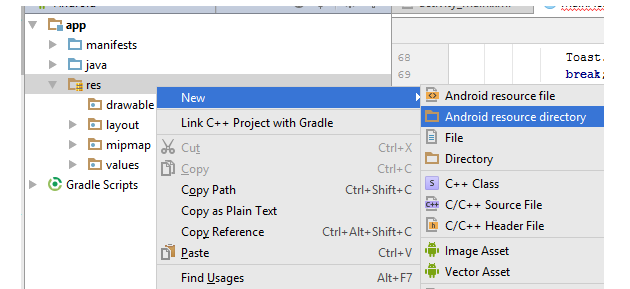 app
manifests
java
res
drawable
layout
mipmap
values
Gradle Scripts
68 Toast.
69 break;
New
Link C++ Project with Gradle
Cut Ctrl+X
Copy Ctrl+C
Copy Path Ctrl+Shift+C
Copy as Plain Text
Copy Reference Ctrl+Alt+Shift+C
Paste Ctrl+V
Find Usages Alt+F7
Android resource file
Android resource directory
File
Directory
C++ Class
C/C++ Source File
C/C++ Header File
Image Asset
Vector Asset